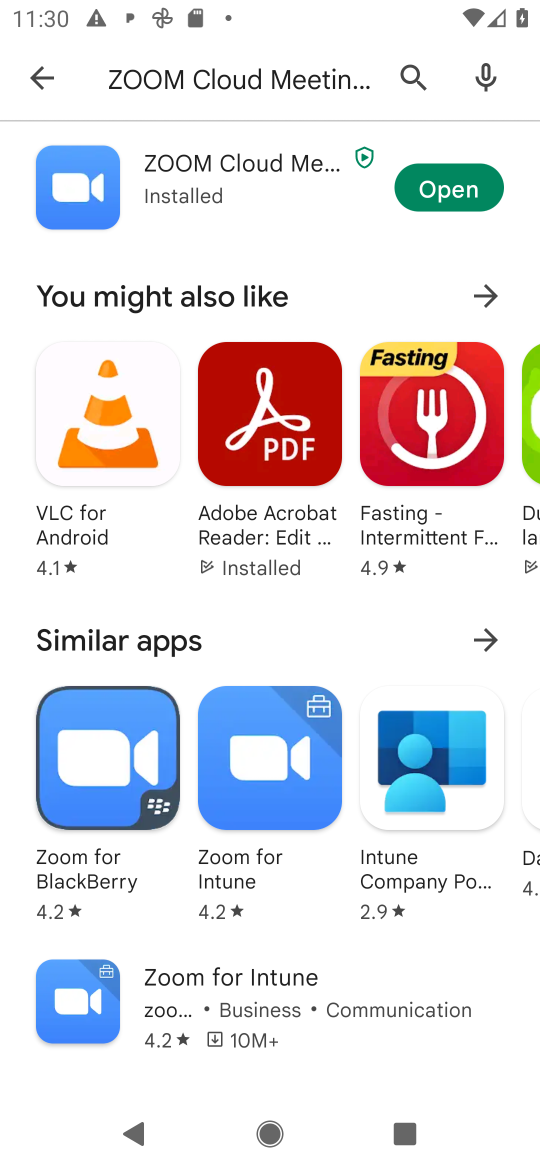 11:30
ZOOM Cloud Meetin...
ZOOM Cloud Me...
Installed
Open
You might also like
Fasting
PDF
VLC for
Android
4.1★
Adobe Acrobat
Reader: Edit ...
Installed
Fasting -
Intermittent F...
4.9★
Du
la
Similar apps
Zoom for
BlackBerry
4.2★
Zoom for
Intune
4.2★
Intune
Company Po...
2.9★
Da
4.
Zoom for Intune
zoo... • Business • Communication
4.2★ 10M+